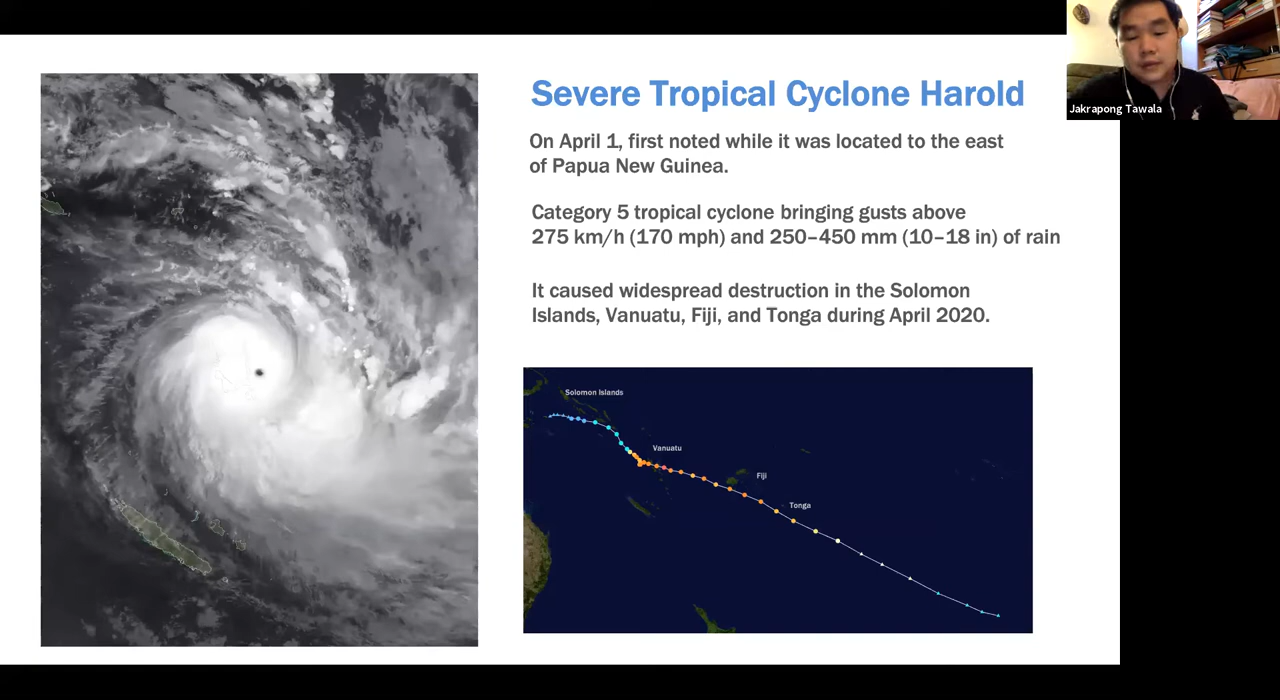 Severe Tropical Cyclone Harold
On April 1, first noted while it was located to the east
of Papua New Guinea.
Category 5 tropical cyclone bringing gusts above
275 km/h (170 mph) and 250–450 mm (10–18 in) of rain
It caused widespread destruction in the Solomon
Islands, Vanuatu, Fiji, and Tonga during April 2020.
Solomon Islands
Vanuatu
Fiji
Tonga
Jakrapong Tawala